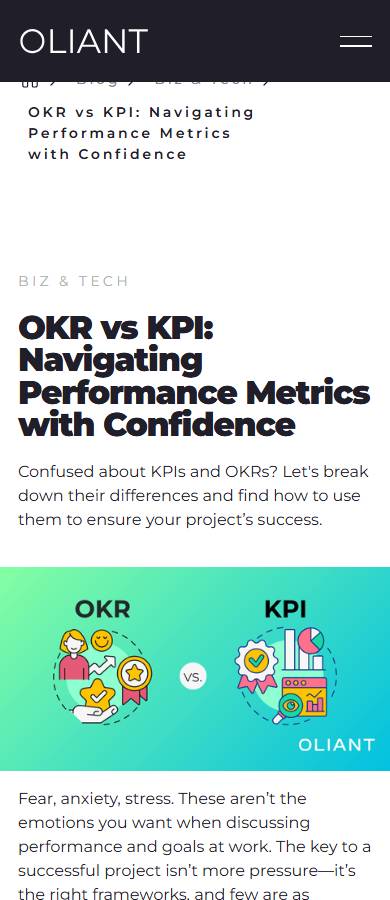 OLIANT
Blog Biz & Tech
OKR vs KPI: Navigating
Performance Metrics
with Confidence
BIZ & TECH
OKR vs KPI:
Navigating
Performance Metrics
with Confidence
Confused about KPIs and OKRs? Let's break
down their differences and find how to use
them to ensure your project’s success.
OKR
KPI
VS.
OLIANT
Fear, anxiety, stress. These aren’t the
emotions you want when discussing
performance and goals at work. The key to a
successful project isn’t more pressure—it’s
the right frameworks, and few are as